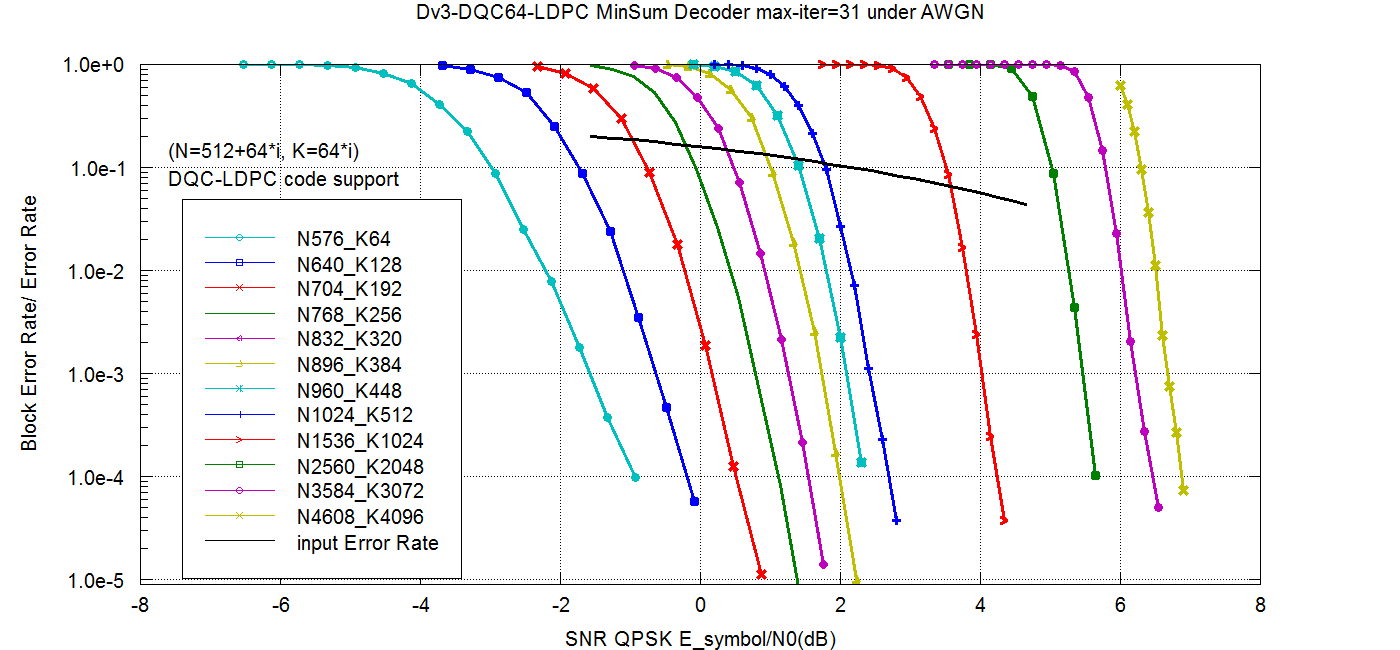 Dv3-DQC64-LDPC MinSum Decoder max-iter=31 under AWGN
1.0e+0
1.0e-1
1.0e-2
1.0e-3
1.0e-4
1.0e-5
Block Error Rate/ Error Rate
(N=512+64*i, K=64*i)
DQC-LDPC code support
N576_K64
N640_K128
N704_K192
N768_K256
N832_K320
N896_K384
N960_K448
N1024_K512
N1536_K1024
N2560_K2048
N3584_K3072
N4608_K4096
input Error Rate
-8 -6 -4 -2 0 2 4 6 8
SNR QPSK E_symbol/N0(dB)